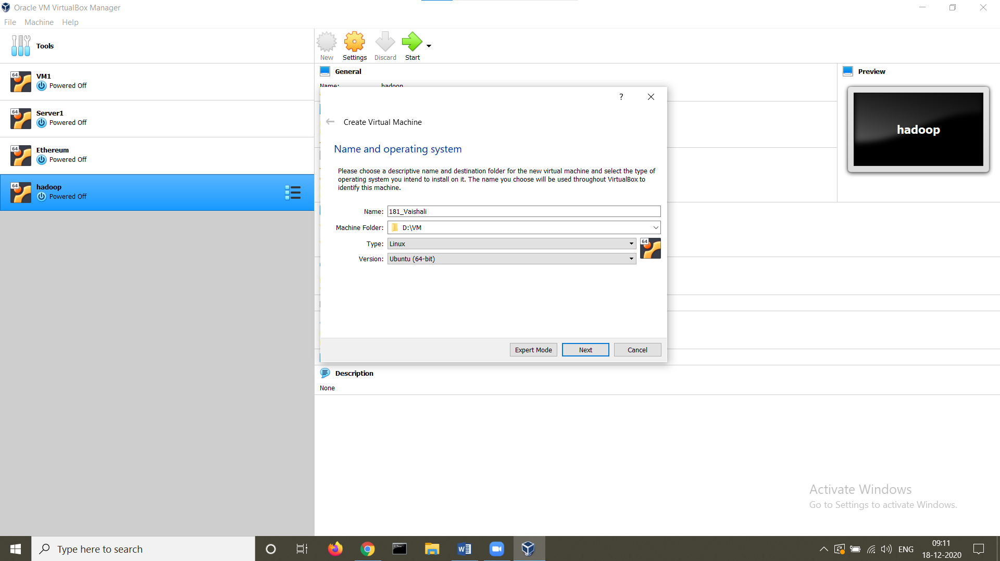 Oracle VM VirtualBox Manager
File Machine Help
Tools
New Settings Discard Start
64 VM1
Powered Off
64 Server1
Powered Off
64 Ethereum
Powered Off
64 hadoop
Powered Off
General
Name: hadoop
Preview
hadoop
?
Create Virtual Machine
Name and operating system
Please choose a descriptive name and destination folder for the new virtual machine and select the type of
operating system you intend to install on it. The name you choose will be used throughout VirtualBox to
identify this machine.
Name: 181_Vaishali
Machine Folder: D:\VM
Type: Linux
64
Version: Ubuntu (64-bit)
Expert Mode Next Cancel
Description
None
Activate Windows
Go to Settings to activate Windows.
Type here to search
ENG
09:11
18-12-2020